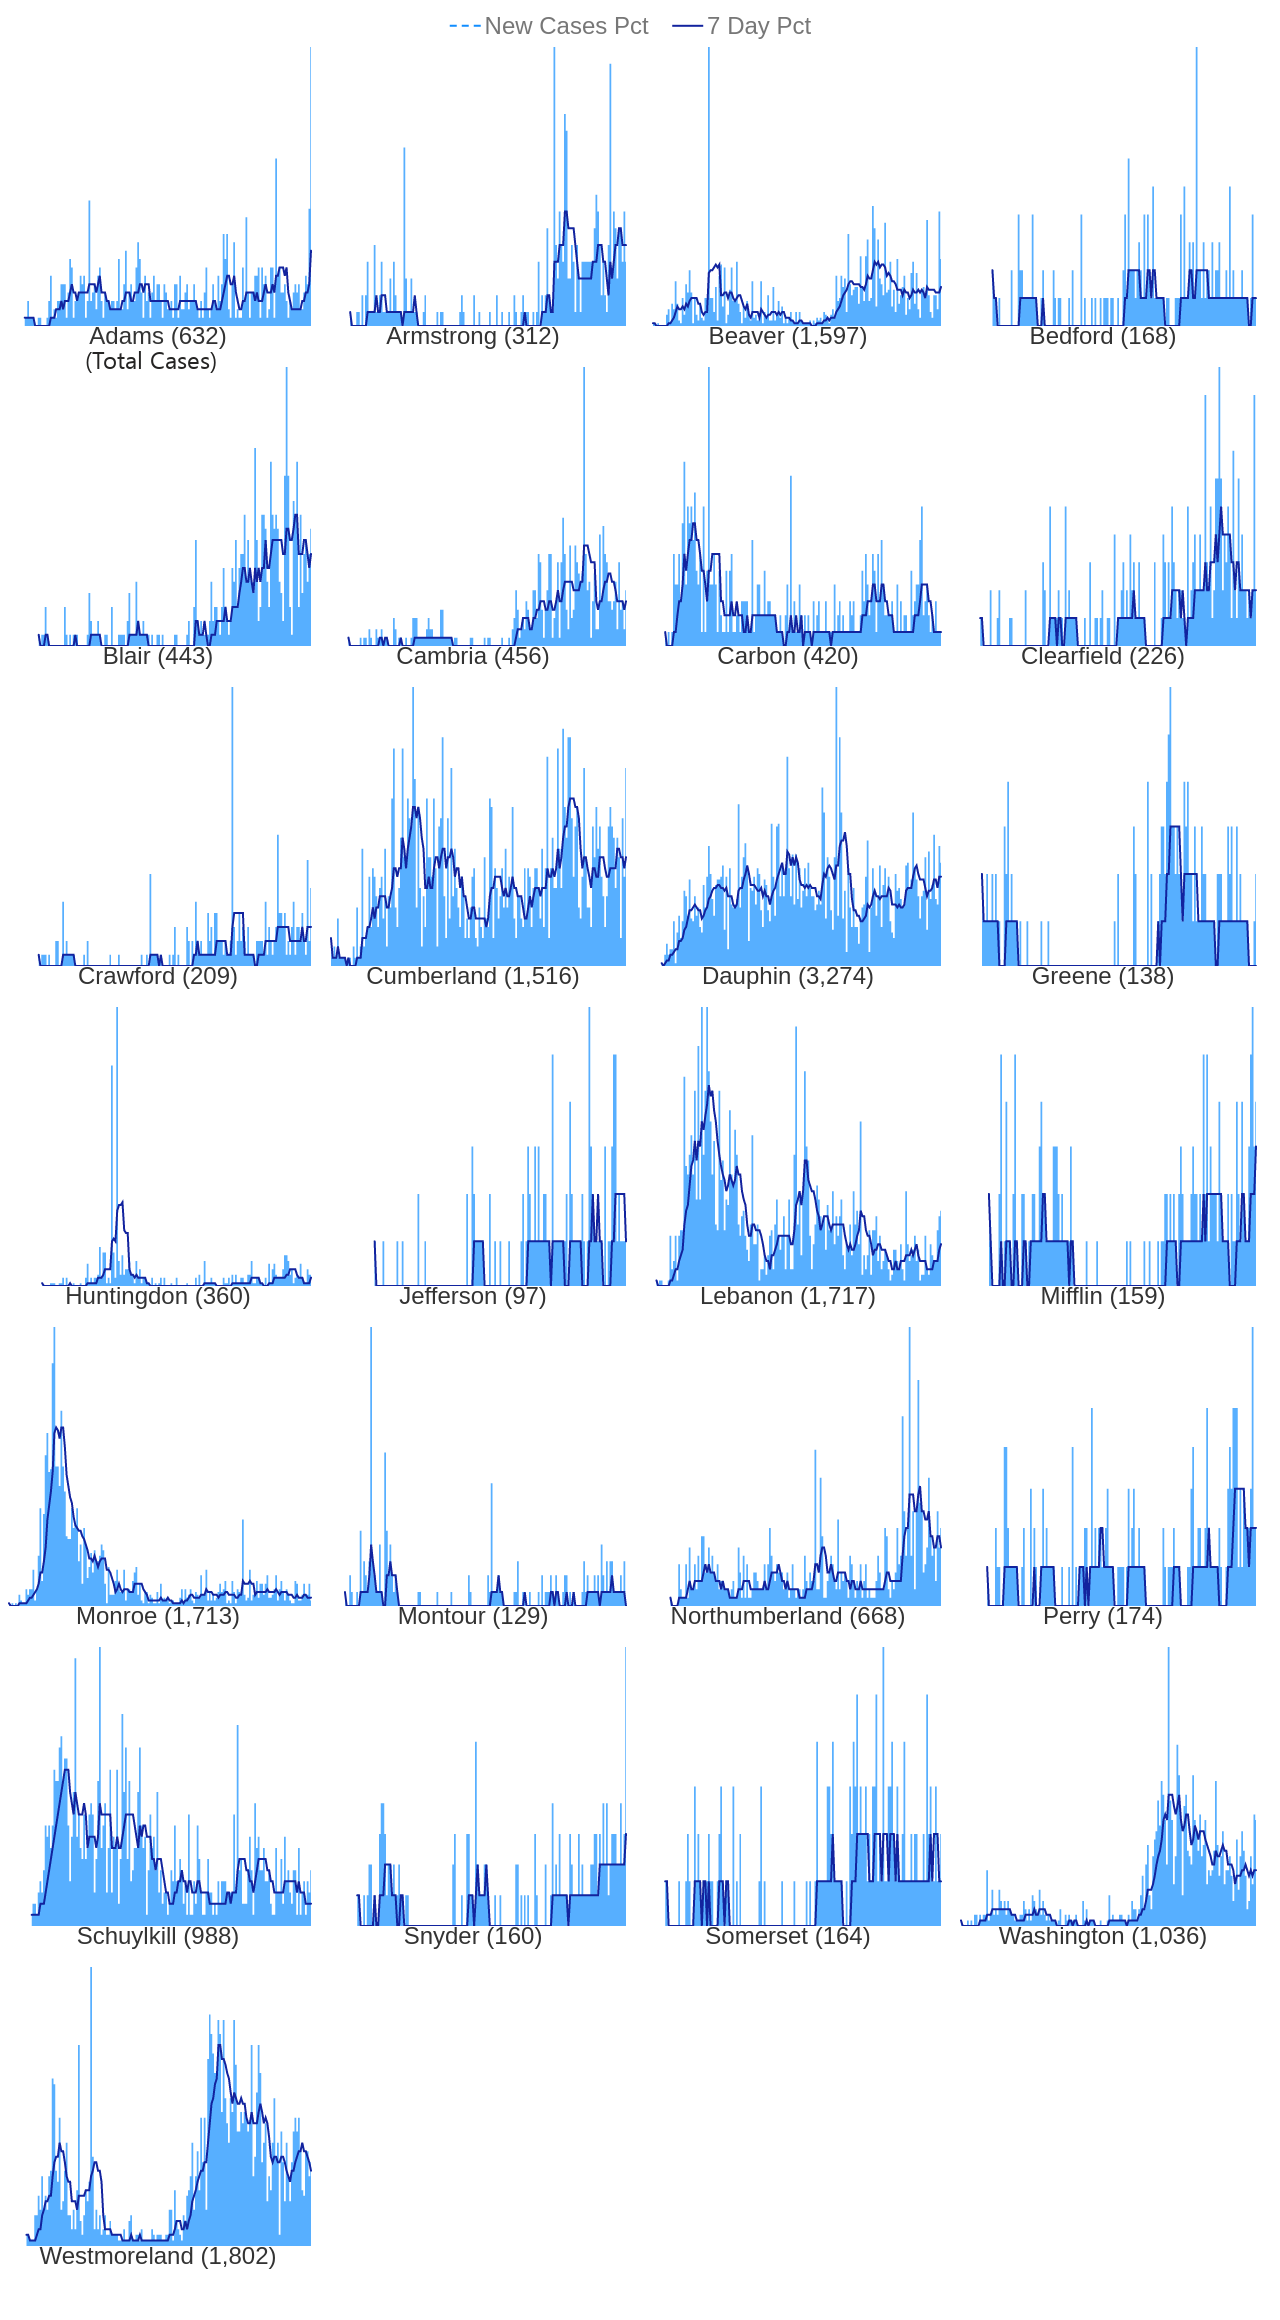 New Cases Pct 7 Day Pct
Adams (632) Armstrong (312) Beaver (1,597) Bedford (168)
(Total Cases)
Blair (443) Cambria (456) Carbon (420) Clearfield (226)
Crawford (209) Cumberland (1,516) Dauphin (3,274) Greene (138)
Huntingdon (360) Jefferson (97) Lebanon (1,717) Mifflin (159)
Monroe (1,713) Montour (129) Northumberland (668) Perry (174)
Schuylkill (988) Snyder (160) Somerset (164) Washington (1,036)
Westmoreland (1,802)